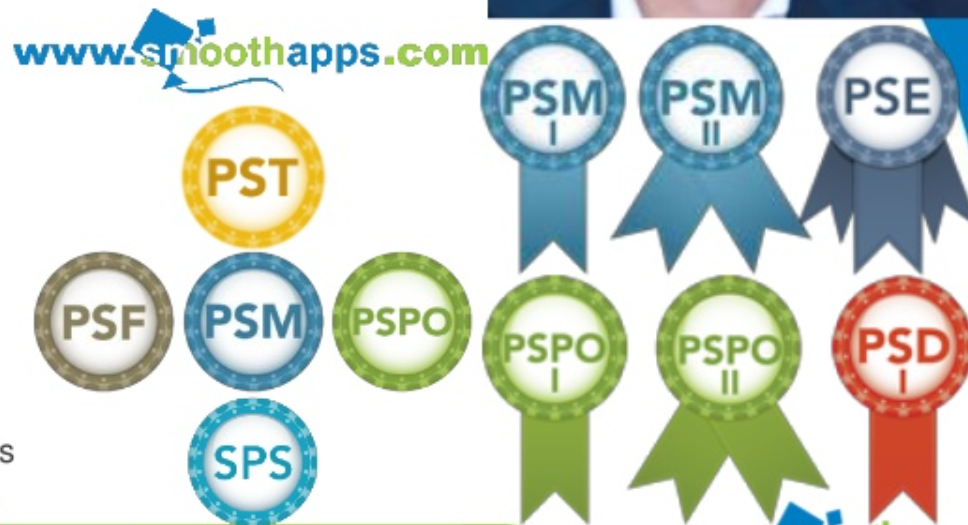 www.smoothapps.com
PST
PSF
PSM
PSPO
SPS
s
PSM
I
PSM
II
PSE
PSPO
I
PSPO
II
PSD
I